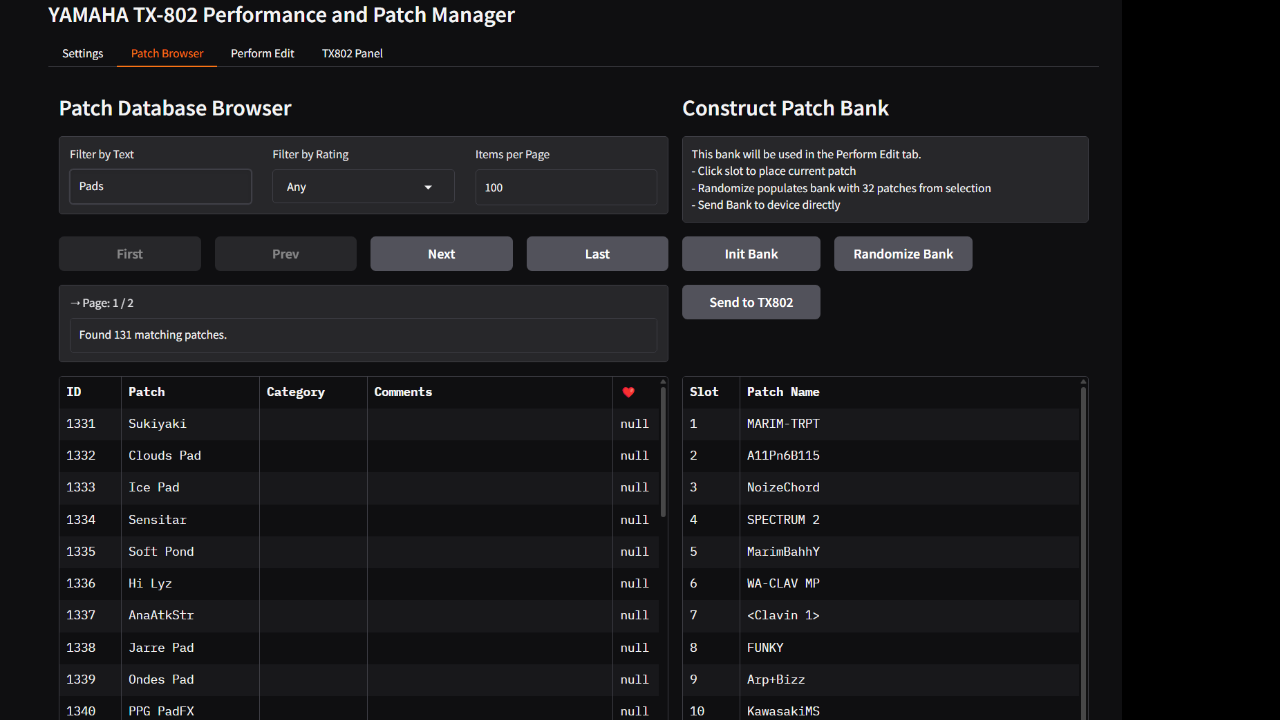 YAMAHA TX-802 Performance and Patch Manager
Settings Patch Browser Perform Edit TX802 Panel
Patch Database Browser
Filter by Text Filter by Rating Items per Page
Pads Any 100
First Prev Next Last
→ Page: 1 / 2
Found 131 matching patches.
ID Patch Category Comments ❤️
1331 Sukiyaki null
1332 Clouds Pad null
1333 Ice Pad null
1334 Sensitar null
1335 Soft Pond null
1336 Hi Lyz null
1337 AnaAtkStr null
1338 Jarre Pad null
1339 Ondes Pad null
1340 PPG PadFX null
Construct Patch Bank
This bank will be used in the Perform Edit tab.
- Click slot to place current patch
- Randomize populates bank with 32 patches from selection
- Send Bank to device directly
Init Bank Randomize Bank
Send to TX802
Slot Patch Name
1 MARIM-TRPT
2 A11Pn6B115
3 NoizeChord
4 SPECTRUM 2
5 MarimBahhY
6 WA-CLAV MP
7 <Clavin 1>
8 FUNKY
9 Arp+Bizz
10 KawasakiMS